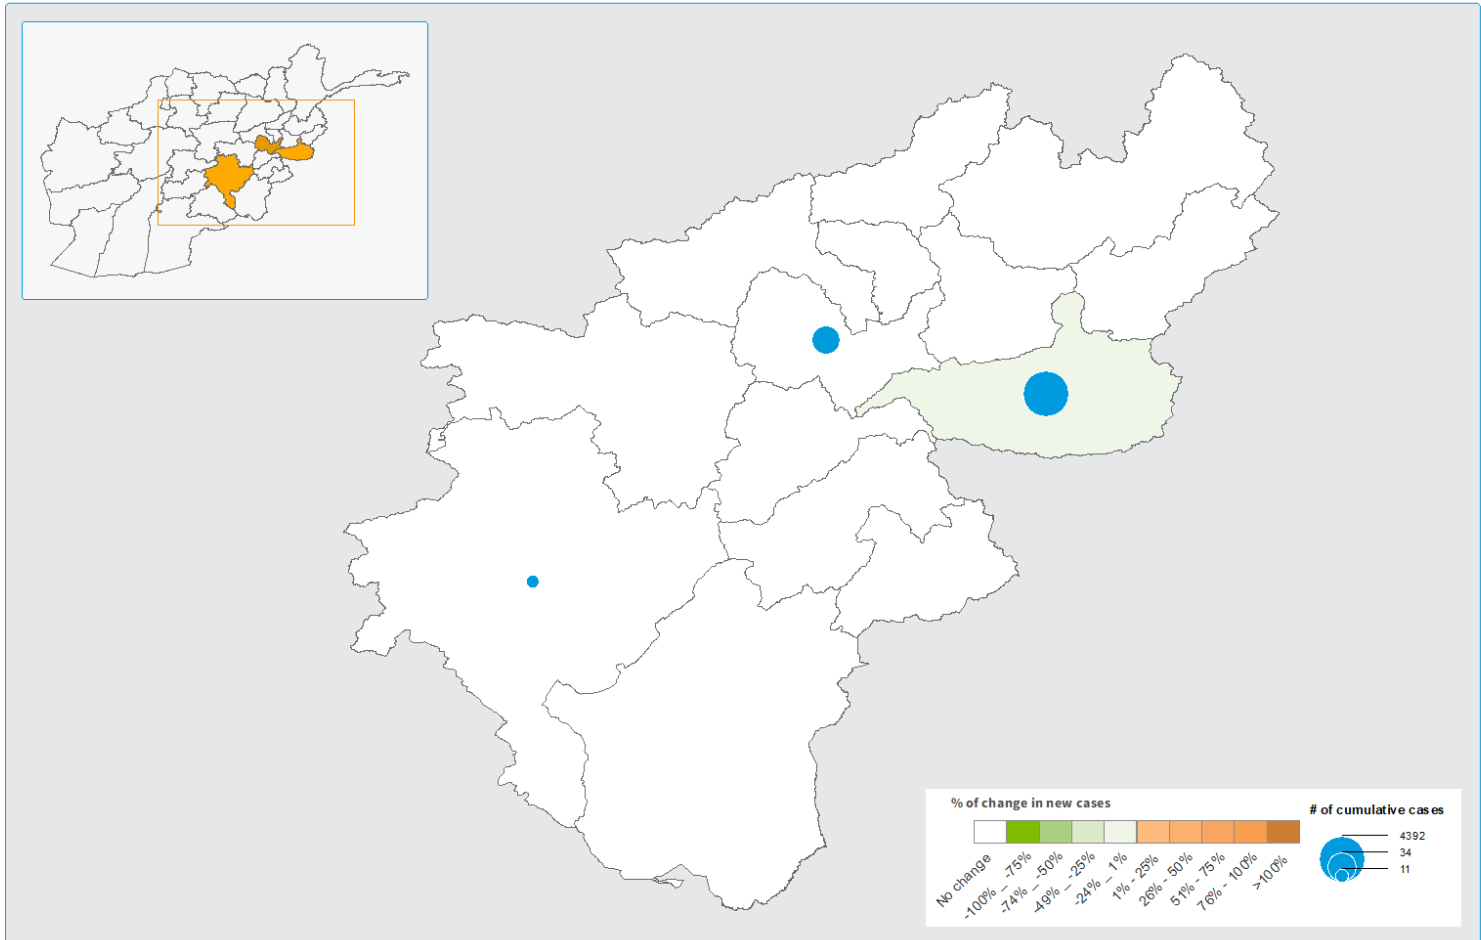 % of change in new cases
No change
-100% _ -75%
-74% _ -50%
-49% _ -25%
-24% _ 1%
1% - 25%
26% - 50%
51% - 75%
76% - 100%
>100%
# of cumulative cases
4392
34
11